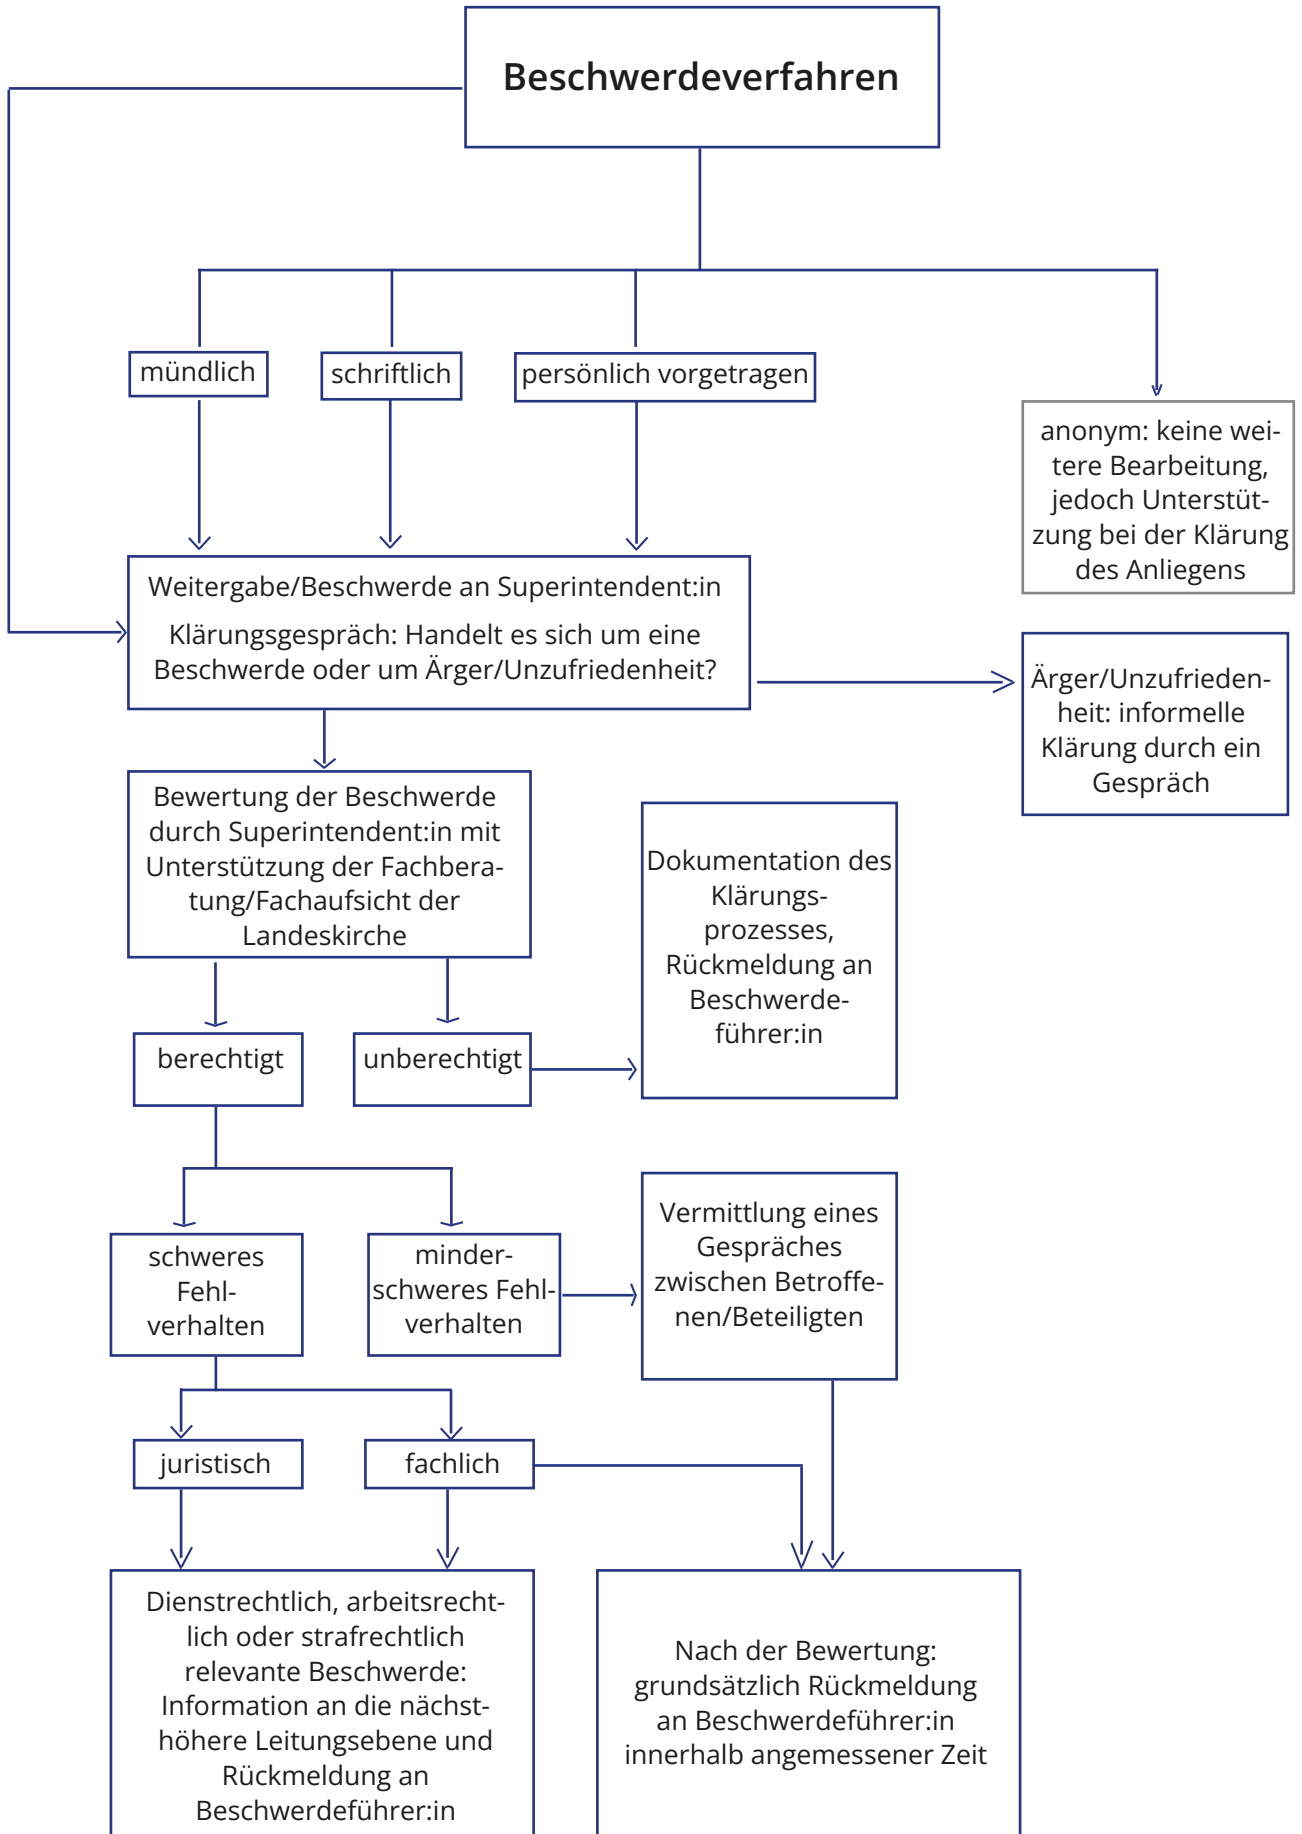 Beschwerdeverfahren
mündlich
schriftlich
persönlich vorgetragen
anonym: keine wei-
tere Bearbeitung,
jedoch Unterstüt-
zung bei der Klärung
des Anliegens
Weitergabe/Beschwerde an Superintendent:in
Klärungsgespräch: Handelt es sich um eine
Beschwerde oder um Ärger/Unzufriedenheit?
Ärger/Unzufrieden-
heit: informelle
Klärung durch ein
Gespräch
Bewertung der Beschwerde
durch Superintendent:in mit
Unterstützung der Fachbera-
tung/Fachaufsicht der
Landeskirche
Dokumentation des
Klärungs-
prozesses,
Rückmeldung an
Beschwerde-
führer:in
berechtigt
unberechtigt
schweres
Fehl-
verhalten
minder-
schweres Fehl-
verhalten
Vermittlung eines
Gespräches
zwischen Betroffe-
nen/Beteiligten
juristisch
fachlich
Dienstrechtlich, arbeitsrecht-
lich oder strafrechtlich
relevante Beschwerde:
Information an die nächst-
höhere Leitungsebene und
Rückmeldung an
Beschwerdeführer:in
Nach der Bewertung:
grundsätzlich Rückmeldung
an Beschwerdeführer:in
innerhalb angemessener Zeit